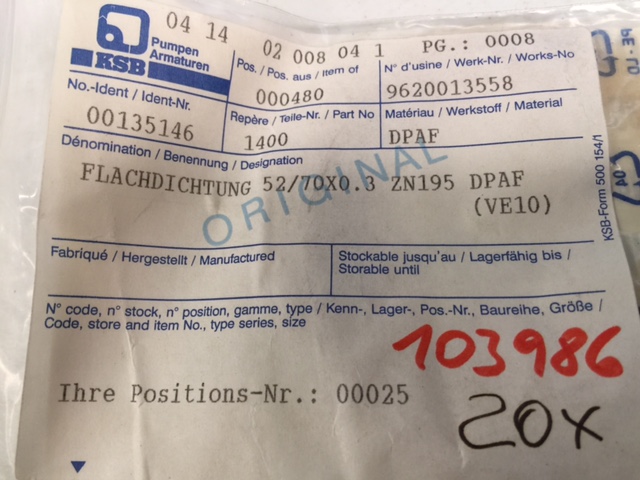 04 14 02 008 04 1 PG.: 0008
KSB Pumpen Armaturen
Pos. / Pos. aus / Item of
000480
N° d'usine / Werk-Nr. / Works-No
9620013558
No.-Ident / Ident-Nr.
00135146
Repère / Teile-Nr. / Part No
1400
Matériau / Werkstoff / Material
DPAF
Dénomination / Benennung / Designation
FLACHDICHTUNG 52/70X0.3 ZN195 DPAF
(VE10)
ORIGINAL
Fabriqué / Hergestellt / Manufactured
Stockable jusqu'au / Lagerfähig bis /
Storable until
N° code, n° stock, n° position, gamme, type / Kenn-, Lager-, Pos.-Nr., Baureihe, Größe /
Code, store and item No., type series, size
103986
Ihre Positions-Nr.: 00025
20x
KSB-Form 500 154/1